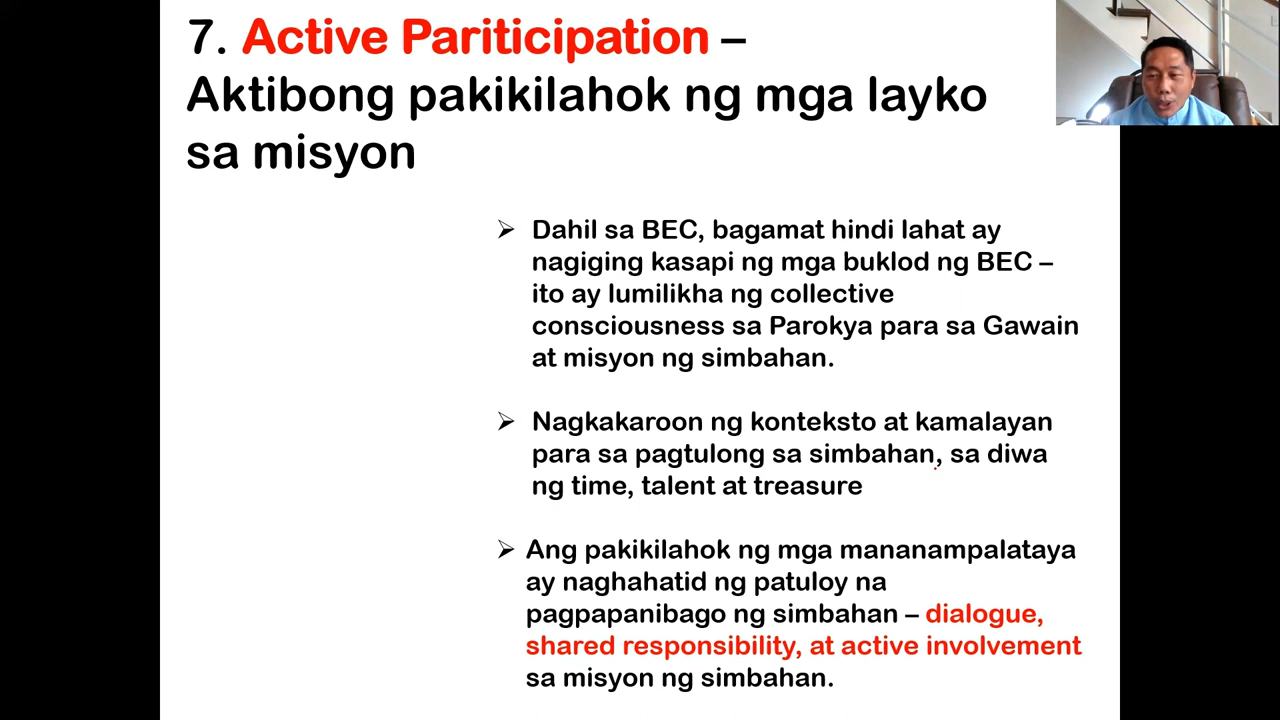 7. Active Pariticipation –
Aktibong pakikilahok ng mga layko
sa misyon
➢ Dahil sa BEC, bagamat hindi lahat ay
nagiging kasapi ng mga buklod ng BEC –
ito ay lumilikha ng collective
consciousness sa Parokya para sa Gawain
at misyon ng simbahan.
➢ Nagkakaroon ng konteksto at kamalayan
para sa pagtulong sa simbahan, sa diwa
ng time, talent at treasure
➢ Ang pakikilahok ng mga mananampalataya
ay naghahatid ng patuloy na
pagpapanibago ng simbahan – dialogue,
shared responsibility, at active involvement
sa misyon ng simbahan.